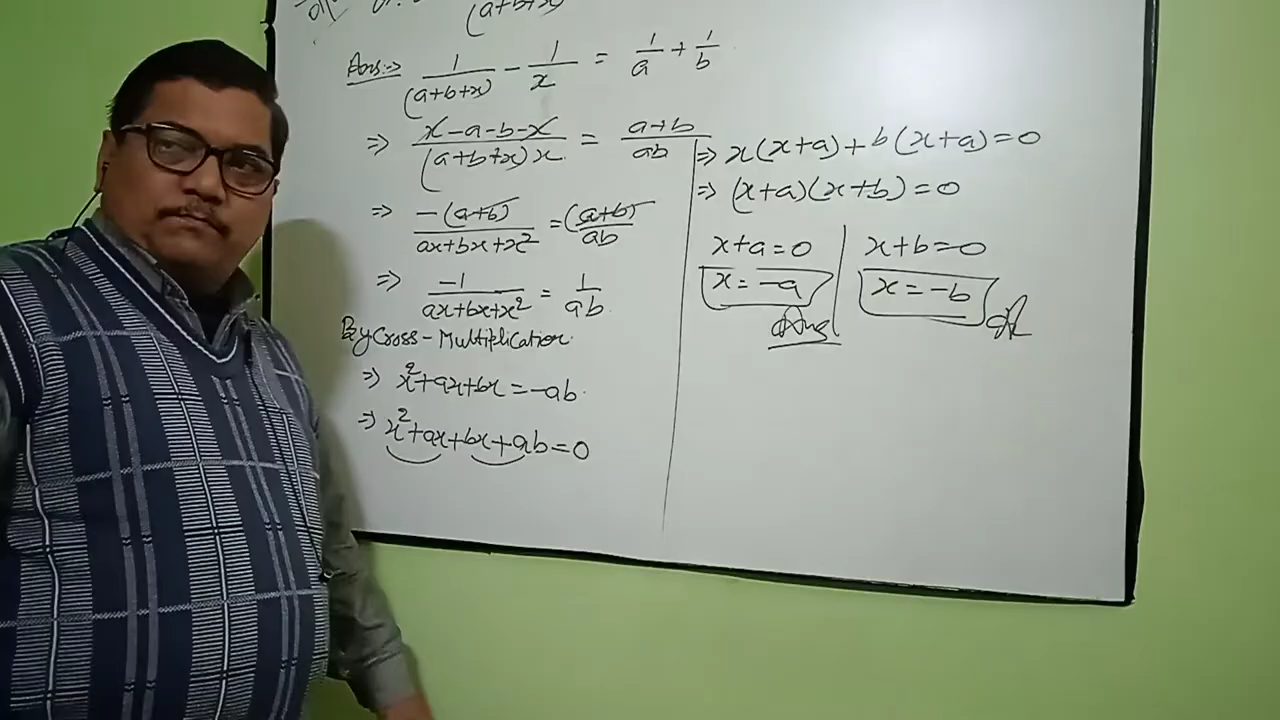 (a+b+x)
Ans:→ 1/(a+b+x) - 1/x = 1/a + 1/b
⇒ x-a-b-x/(a+b+x)x = a+b/ab
⇒ -(a+b)/ax+bx+x² = (a+b)/ab
⇒ -1/ax+bx+x² = 1/ab
By Cross-Multiplication
⇒ x²+ax+bx=-ab
⇒ x²+ax+bx+ab=0
⇒ x(x+a)+b(x+a)=0
⇒ (x+a)(x+b)=0
x+a=0
x=-a
Ans
x+b=0
x=-b